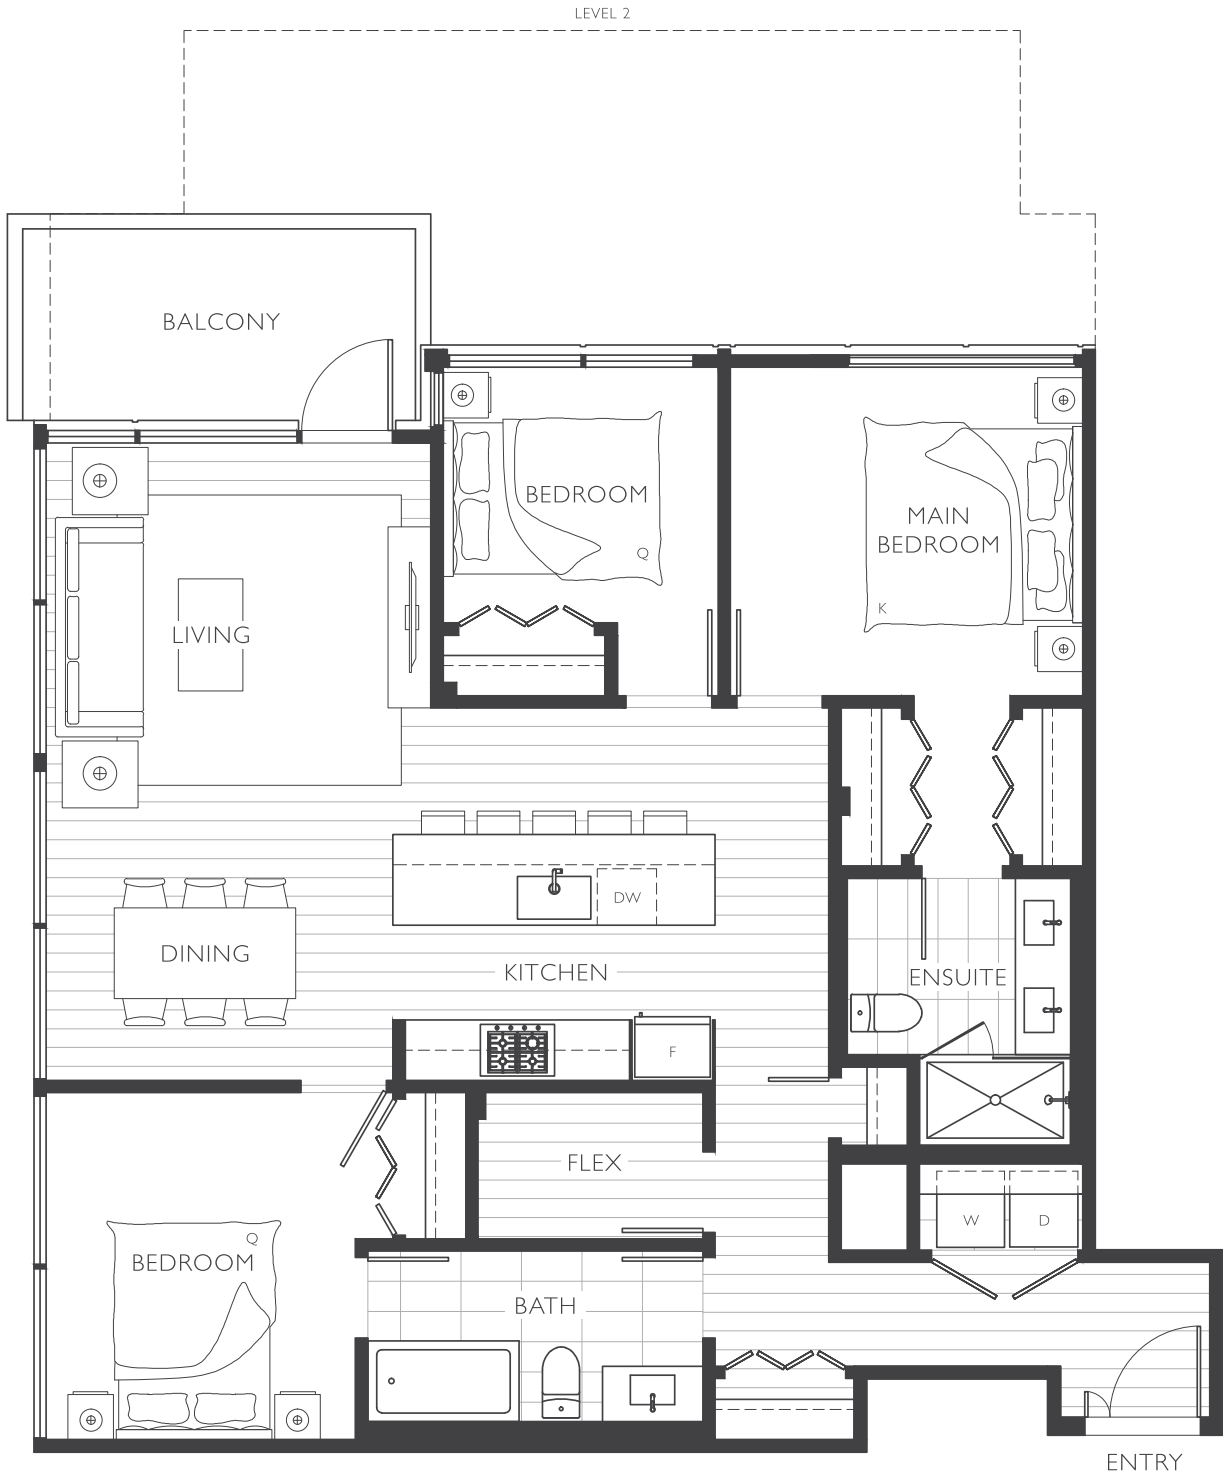 LEVEL 2
BALCONY
BEDROOM
Q
MAIN
BEDROOM
K
LIVING
DW
DINING
KITCHEN
ENSUITE
F
FLEX
W
D
Q
BEDROOM
BATH
ENTRY